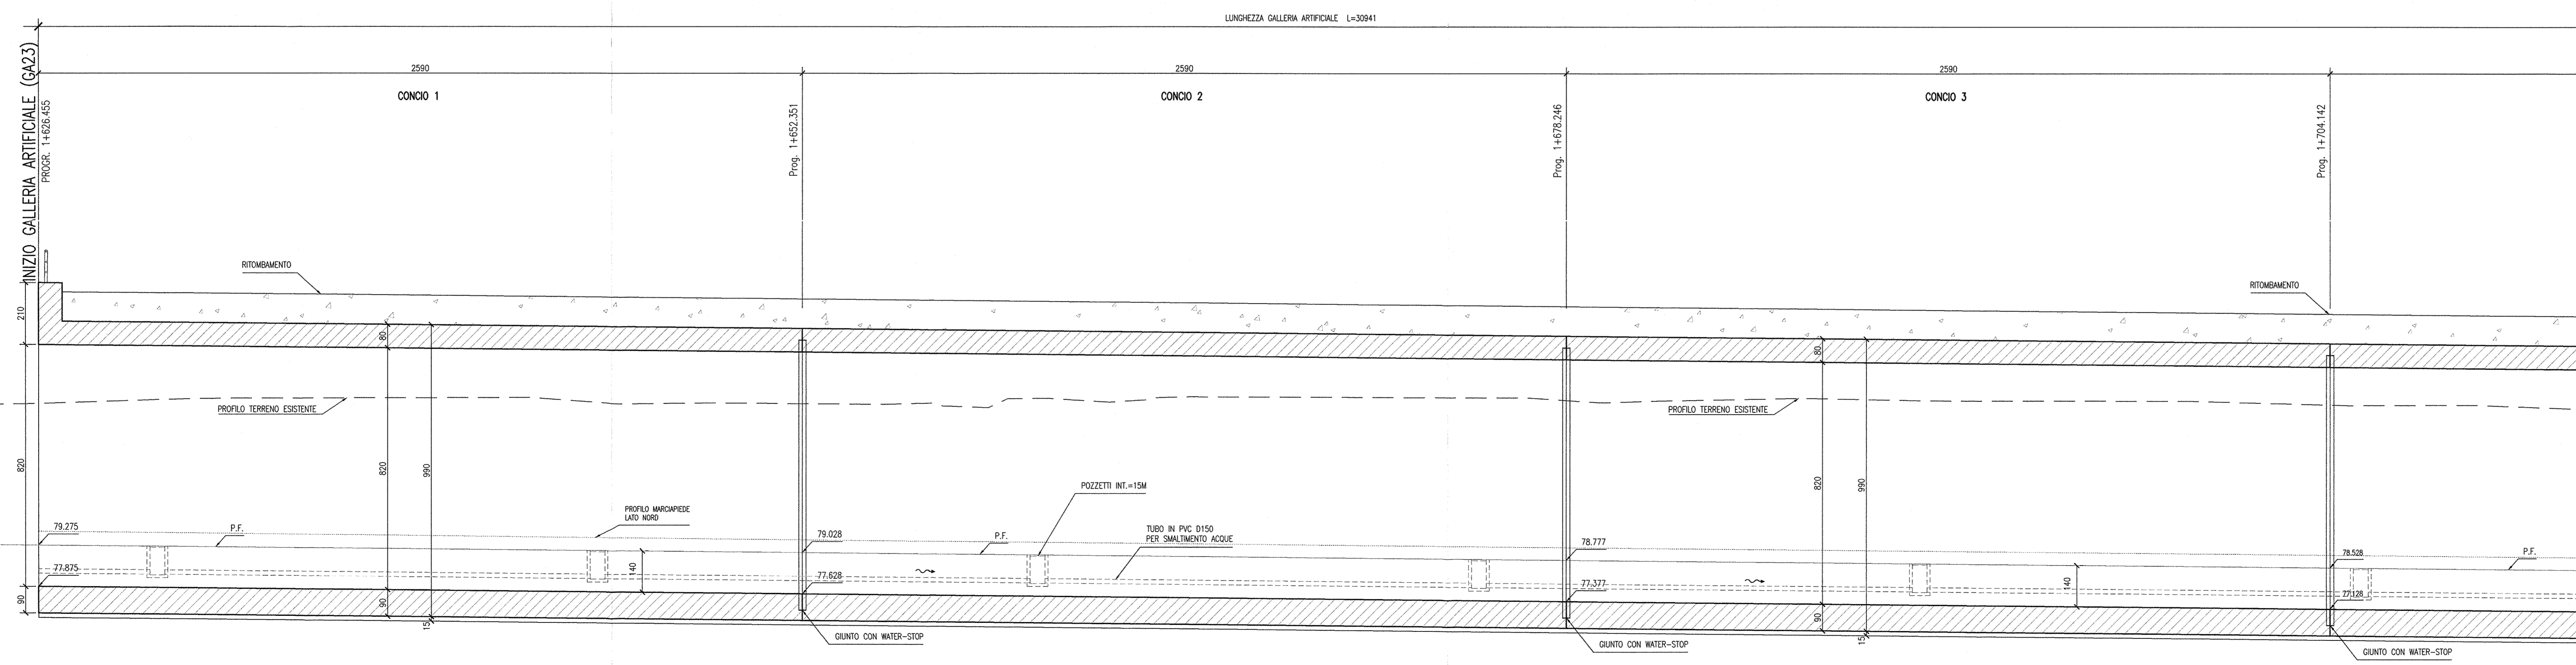 LUNGHEZZA GALLERIA ARTIFICIALE L=30941
2590
2590
2590
CONCIO 1
CONCIO 2
CONCIO 3
INIZIO GALLERIA ARTIFICIALE (GA23)
PROGR. 1+626.455
Prog. 1+652.351
Prog. 1+678.246
Prog. 1+704.142
RITOMBAMENTO
RITOMBAMENTO
210
80
80
PROFILO TERRENO ESISTENTE
PROFILO TERRENO ESISTENTE
820
820
990
820
990
POZZETTI INT.=15M
PROFILO MARCIAPIEDE
LATO NORD
TUBO IN PVC D150
PER SMALTIMENTO ACQUE
79.275
P.F.
79.028
P.F.
78.777
78.528
P.F.
140
140
77.875
77.628
77.377
77.128
90
90
90
15
15
GIUNTO CON WATER-STOP
GIUNTO CON WATER-STOP
GIUNTO CON WATER-STOP